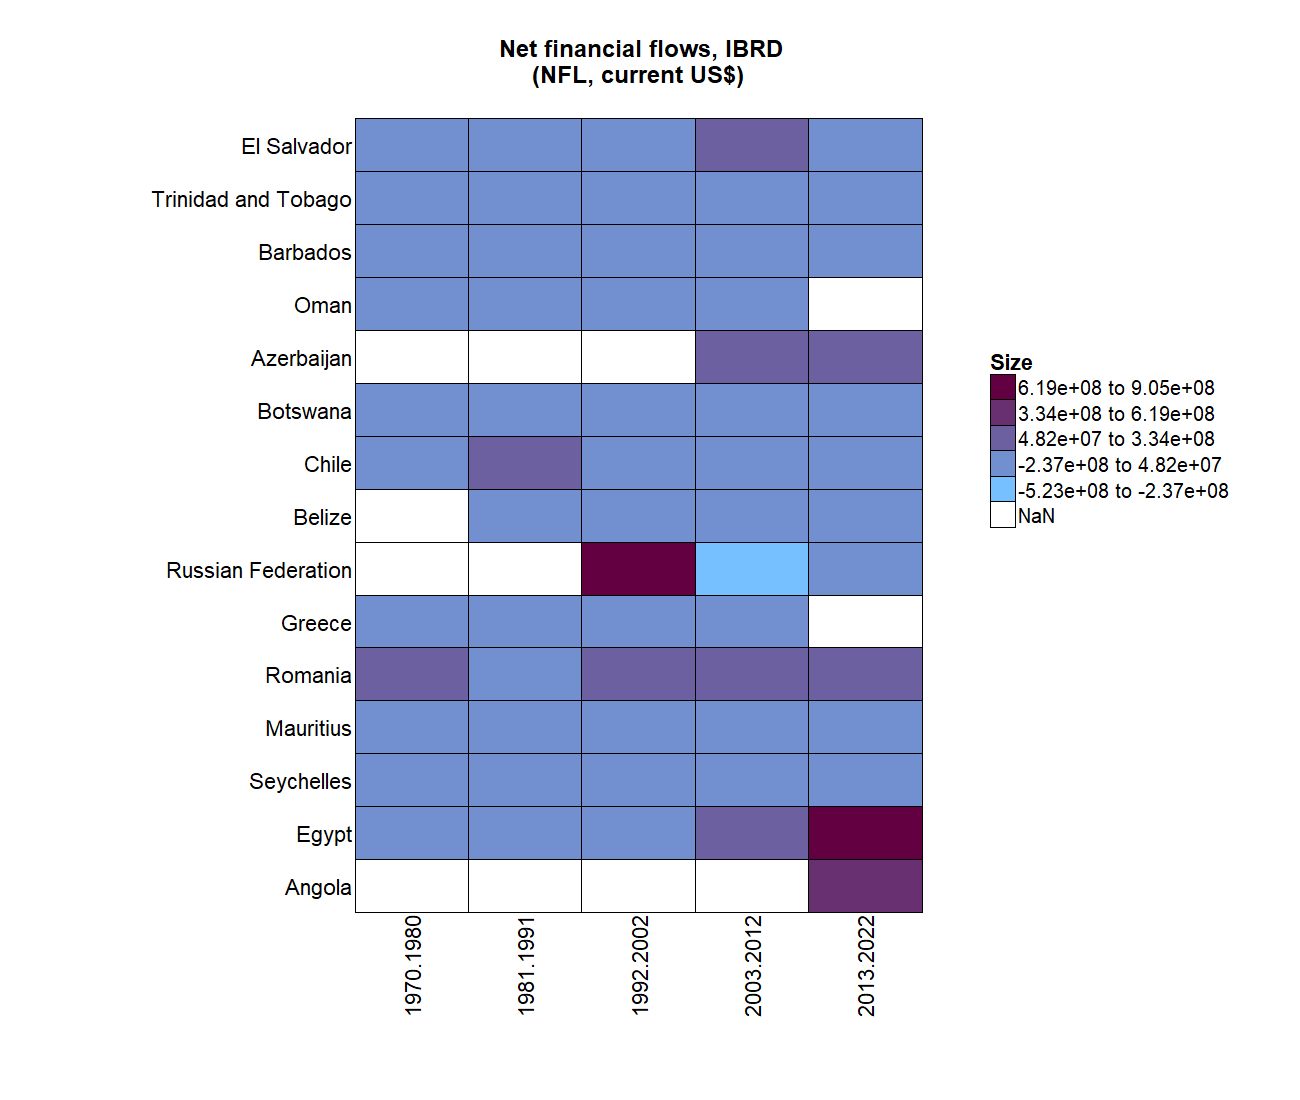 Net financial flows, IBRD
(NFL, current US$)
El Salvador
Trinidad and Tobago
Barbados
Oman
Azerbaijan
Botswana
Chile
Belize
Russian Federation
Greece
Romania
Mauritius
Seychelles
Egypt
Angola
1970.1980
1981.1991
1992.2002
2003.2012
2013.2022
Size
6.19e+08 to 9.05e+08
3.34e+08 to 6.19e+08
4.82e+07 to 3.34e+08
-2.37e+08 to 4.82e+07
-5.23e+08 to -2.37e+08
NaN